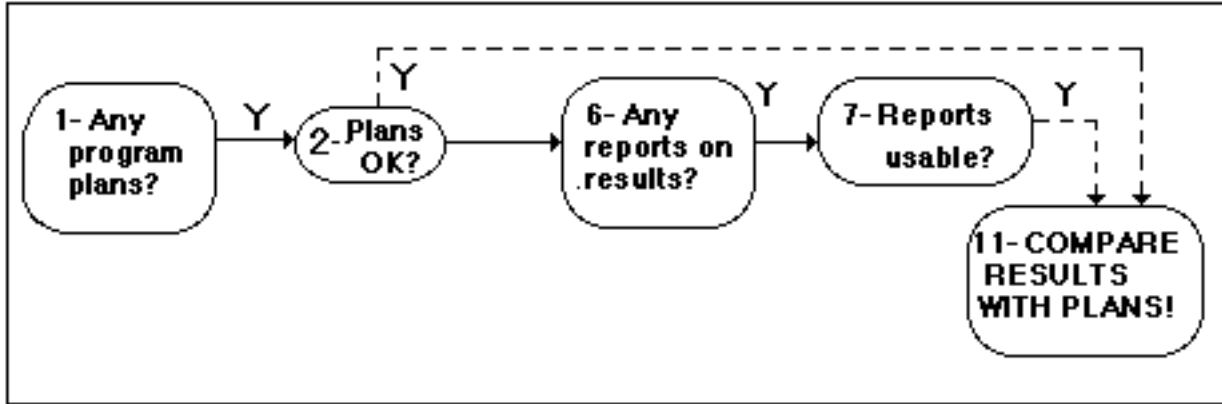 1- Any
program
plans?
Y
2- Plans
OK?
Y
6- Any
reports on
results?
Y
7- Reports
usable?
Y
11- COMPARE
RESULTS
WITH PLANS!